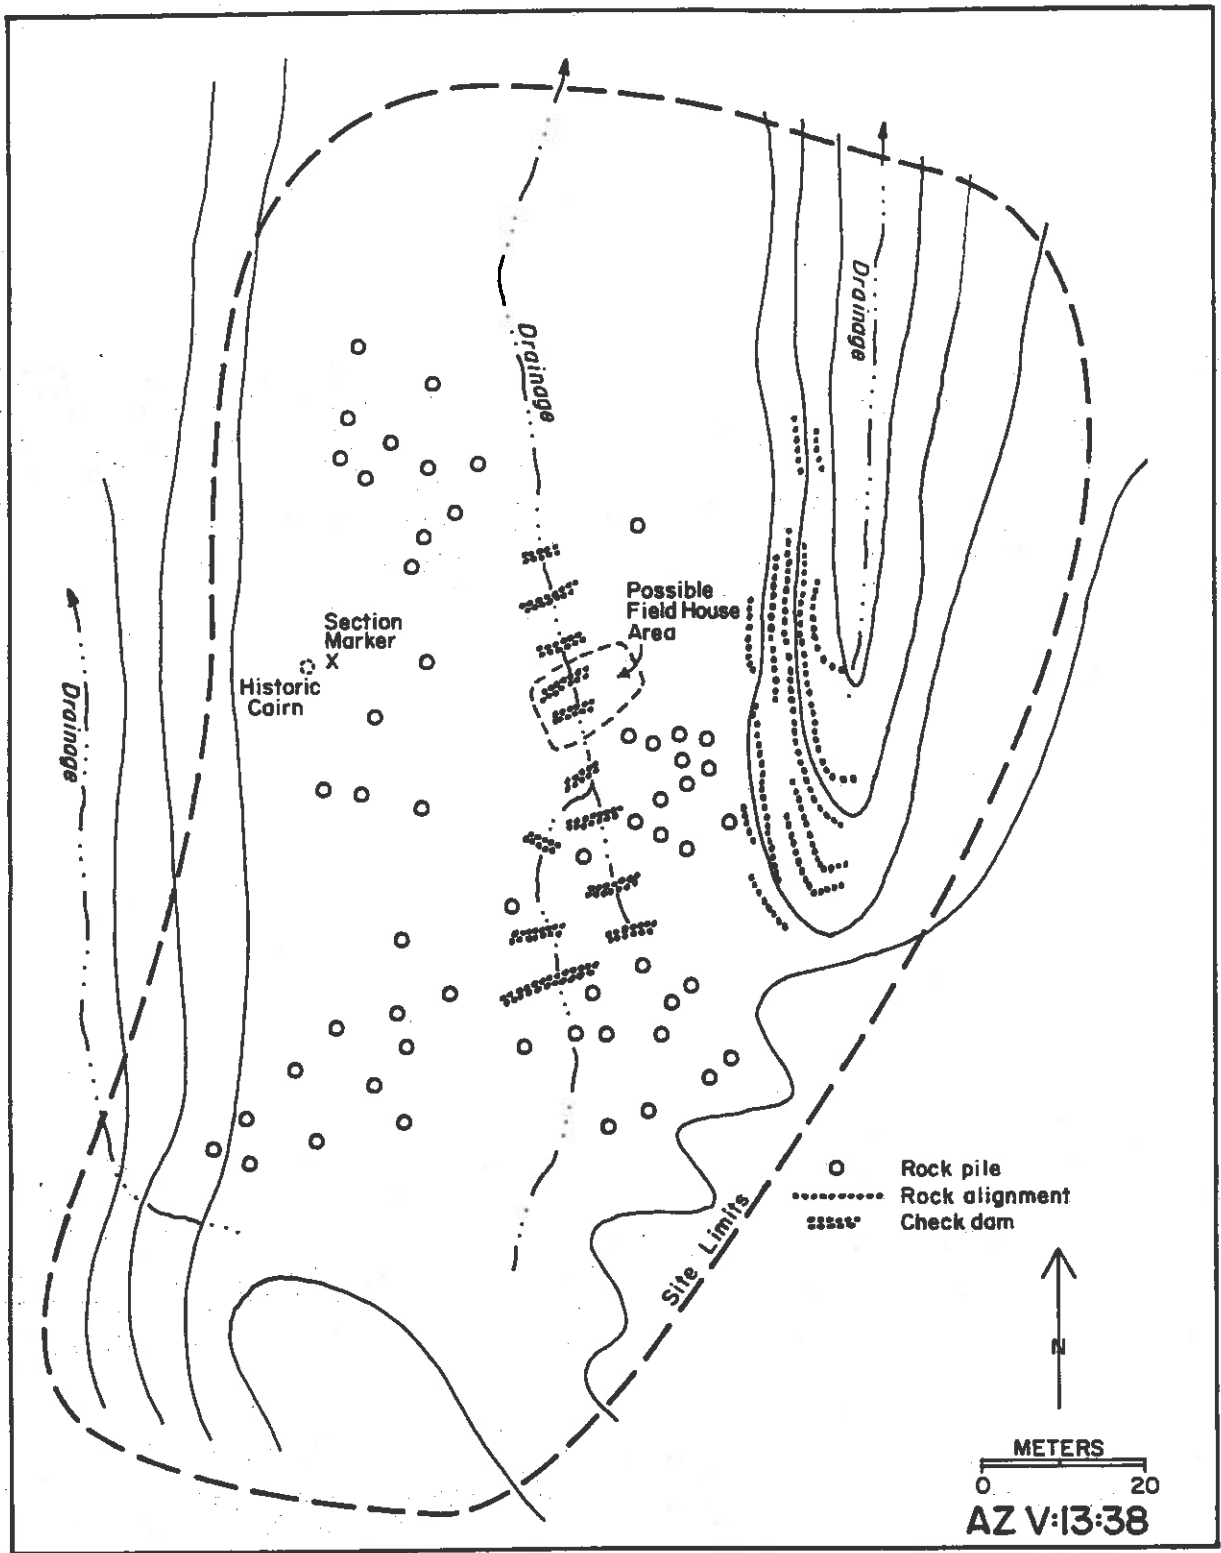 Drainage
Drainage
Possible
Field House
Area
Section
Marker
X
Historic
Cairn
Drainage
Rock pile
Rock alignment
Check dam
Site Limits
N
METERS
0 20
AZ V:13:38